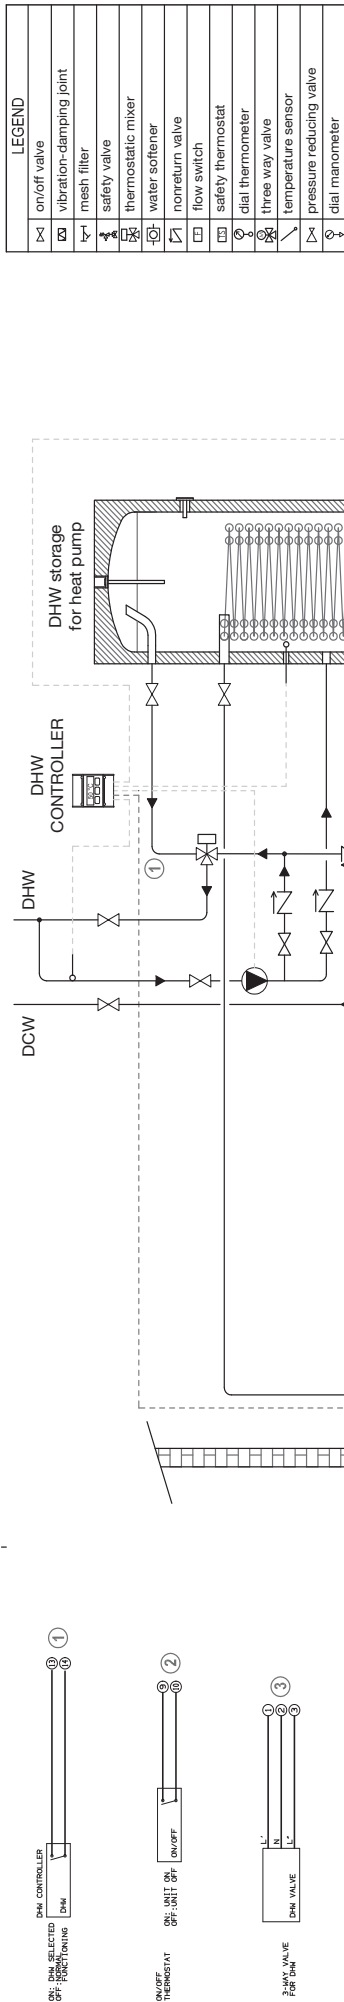 LEGEND
on/off valve
vibration-damping joint
mesh filter
safety valve
thermostatic mixer
water softener
nonreturn valve
F
flow switch
TS
safety thermostat
dial thermometer
M
three way valve
temperature sensor
pressure reducing valve
dial manometer
DHW storage
for heat pump
DHW
CONTROLLER
1
DHW
DCW
DHW CONTROLLER
DHW
13
14
1
ON: DHW SELECTED
OFF:NORMAL
FUNCTIONING
ON/OFF
9
10
2
ON: UNIT ON
OFF:UNIT OFF
ON/OFF
THERMOSTAT
L'
N
L"
DHW VALVE
1
2
3
3
3-WAY VALVE
FOR DHW